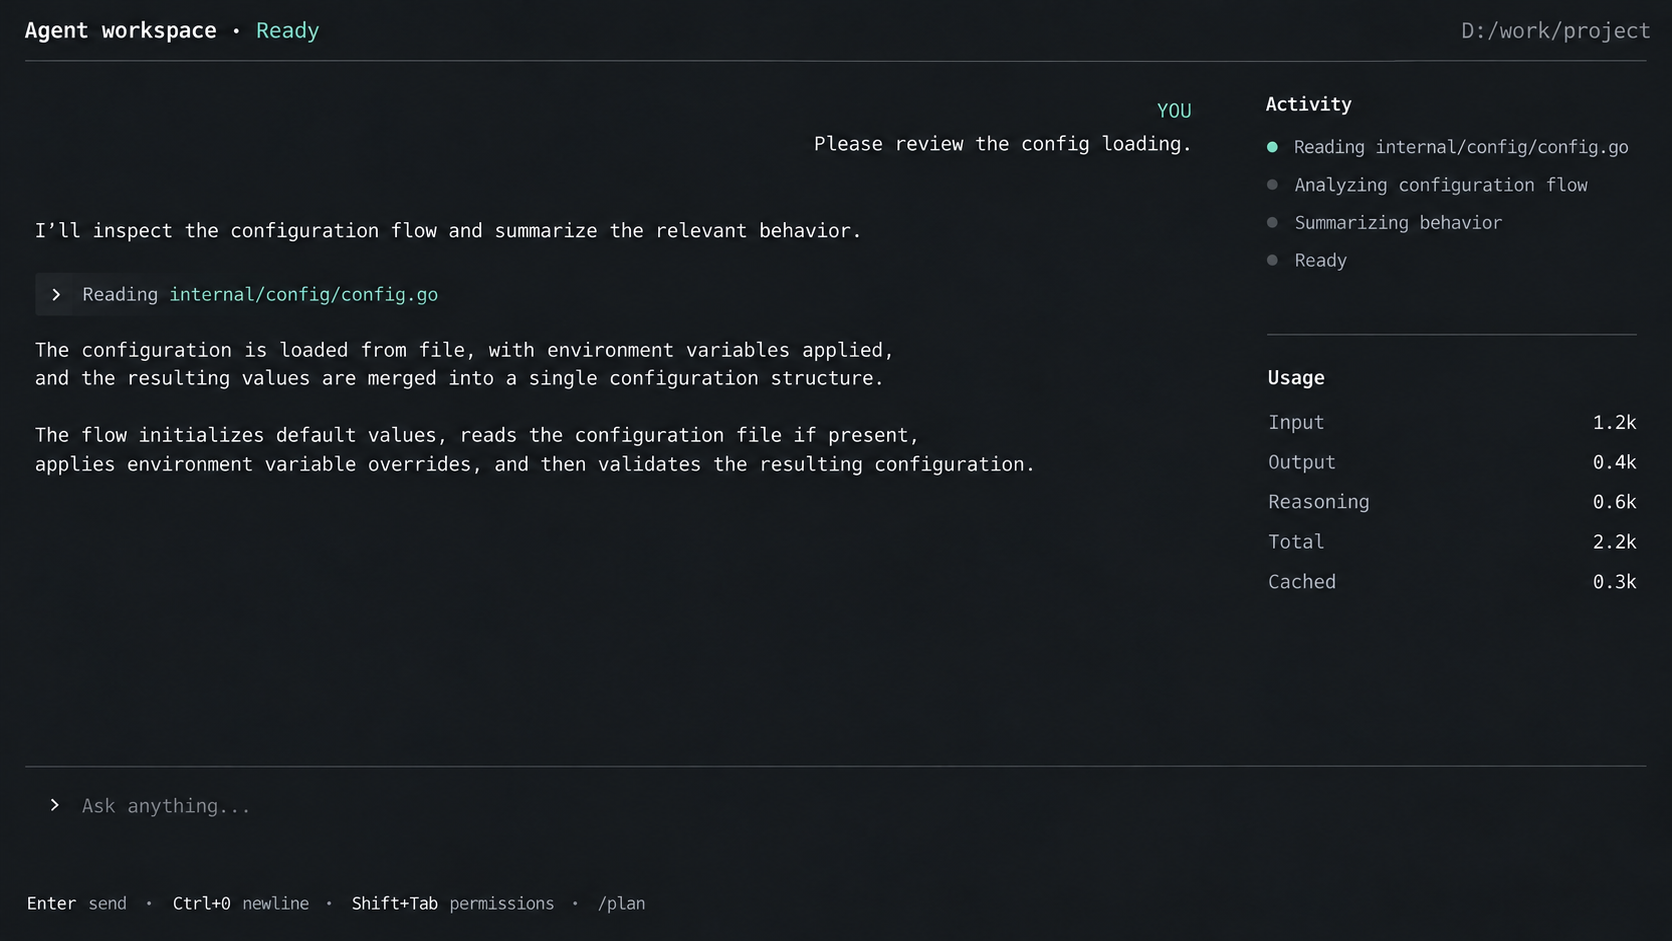 Agent workspace • Ready
D:/work/project
YOU
Please review the config loading.
I’ll inspect the configuration flow and summarize the relevant behavior.
Reading internal/config/config.go
The configuration is loaded from file, with environment variables applied,
and the resulting values are merged into a single configuration structure.
The flow initializes default values, reads the configuration file if present,
applies environment variable overrides, and then validates the resulting configuration.
Activity
Reading internal/config/config.go
Analyzing configuration flow
Summarizing behavior
Ready
Usage
Input 1.2k
Output 0.4k
Reasoning 0.6k
Total 2.2k
Cached 0.3k
Ask anything...
Enter send • Ctrl+0 newline • Shift+Tab permissions • /plan